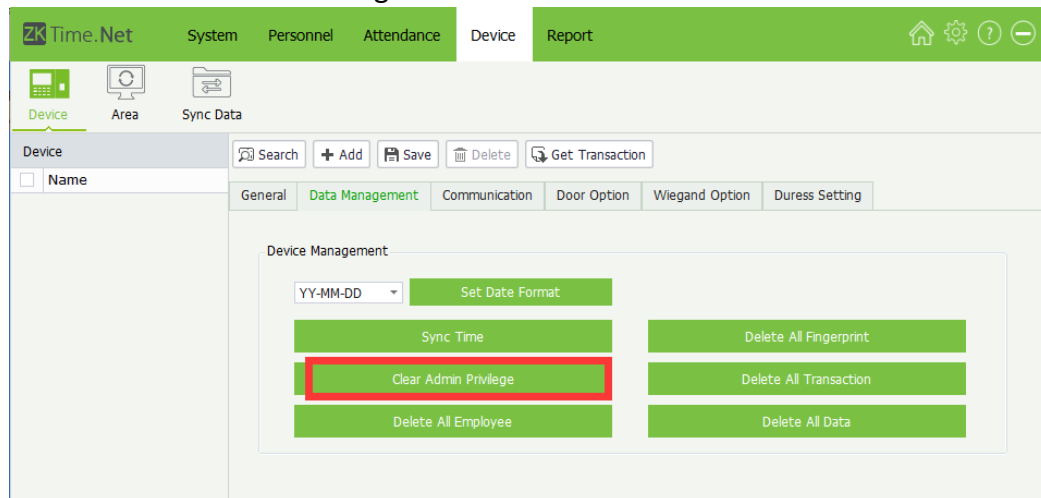 ZK Time.Net System Personnel Attendance Device Report
Device Area Sync Data
Device
Name
Search Add Save Delete Get Transaction
General Data Management Communication Door Option Wiegand Option Duress Setting
Device Management
YY-MM-DD Set Date Format
Sync Time Delete All Fingerprint
Clear Admin Privilege Delete All Transaction
Delete All Employee Delete All Data